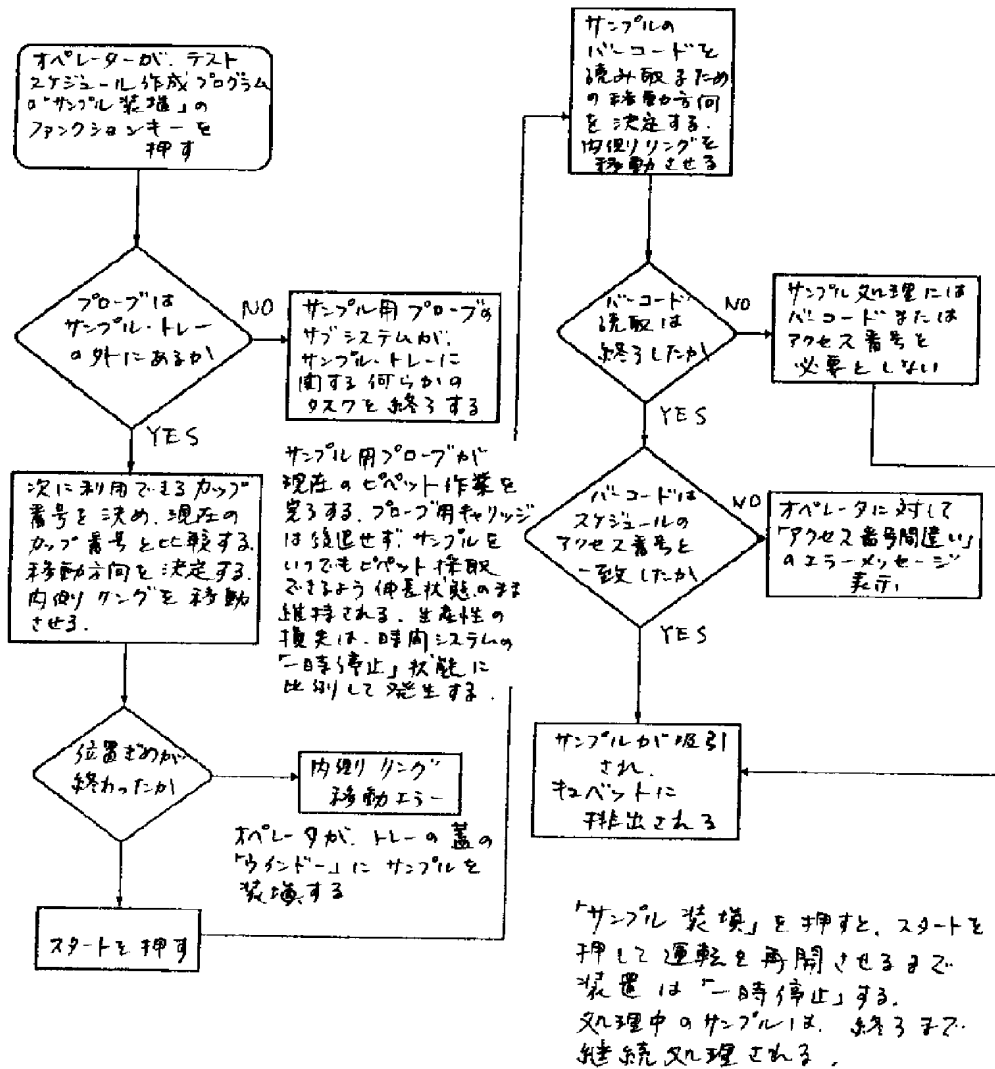 オペレーターが、テスト
スケジュール作成プログラム
の「サンプル装填」の
ファンクションキーを
押す
プローブは
サンプル・トレー
の外にあるか
NO
サンプル用プローブの
サブシステムが、
サンプル・トレーに
関する何らかの
タスクを終了する
YES
次に利用できるカップ
番号を決め、現在の
カップ番号と比較する。
移動方向を決定する。
内側リングを移動
させる.
サンプル用プローブが
現在のピペット作業を
完了する。プローブ用キャリッジ
は後退せず、サンプルを
いつでもピペット採取
できるよう伸長状態のまま
維持される. 生産性の
損失は、時間システムの
「一時停止」状態に
比例して発生する.
位置ぎめが
終わったか
内側リング
移動エラー
オペレータが、トレーの蓋の
「ウインドー」にサンプルを
装填する
スタートを押す
サンプルの
バーコードを
読み取るため
の移動方向
を決定する.
内側リングを
移動させる
バーコード
読取は
終了したか
NO
サンプル処理には
バーコードまたは
アクセス番号を
必要としない
YES
バーコードは
スケジュールの
アクセス番号と
一致したか
NO
オペレータに対して
「アクセス番号間違い」
のエラーメッセージ
表示
YES
サンプルが吸引
され、
キュベットに
排出される
「サンプル装填」を押すと、スタートを
押して運転を再開させるまで
装置は「一時停止」する.
処理中のサンプルは、終了まで
継続処理される.